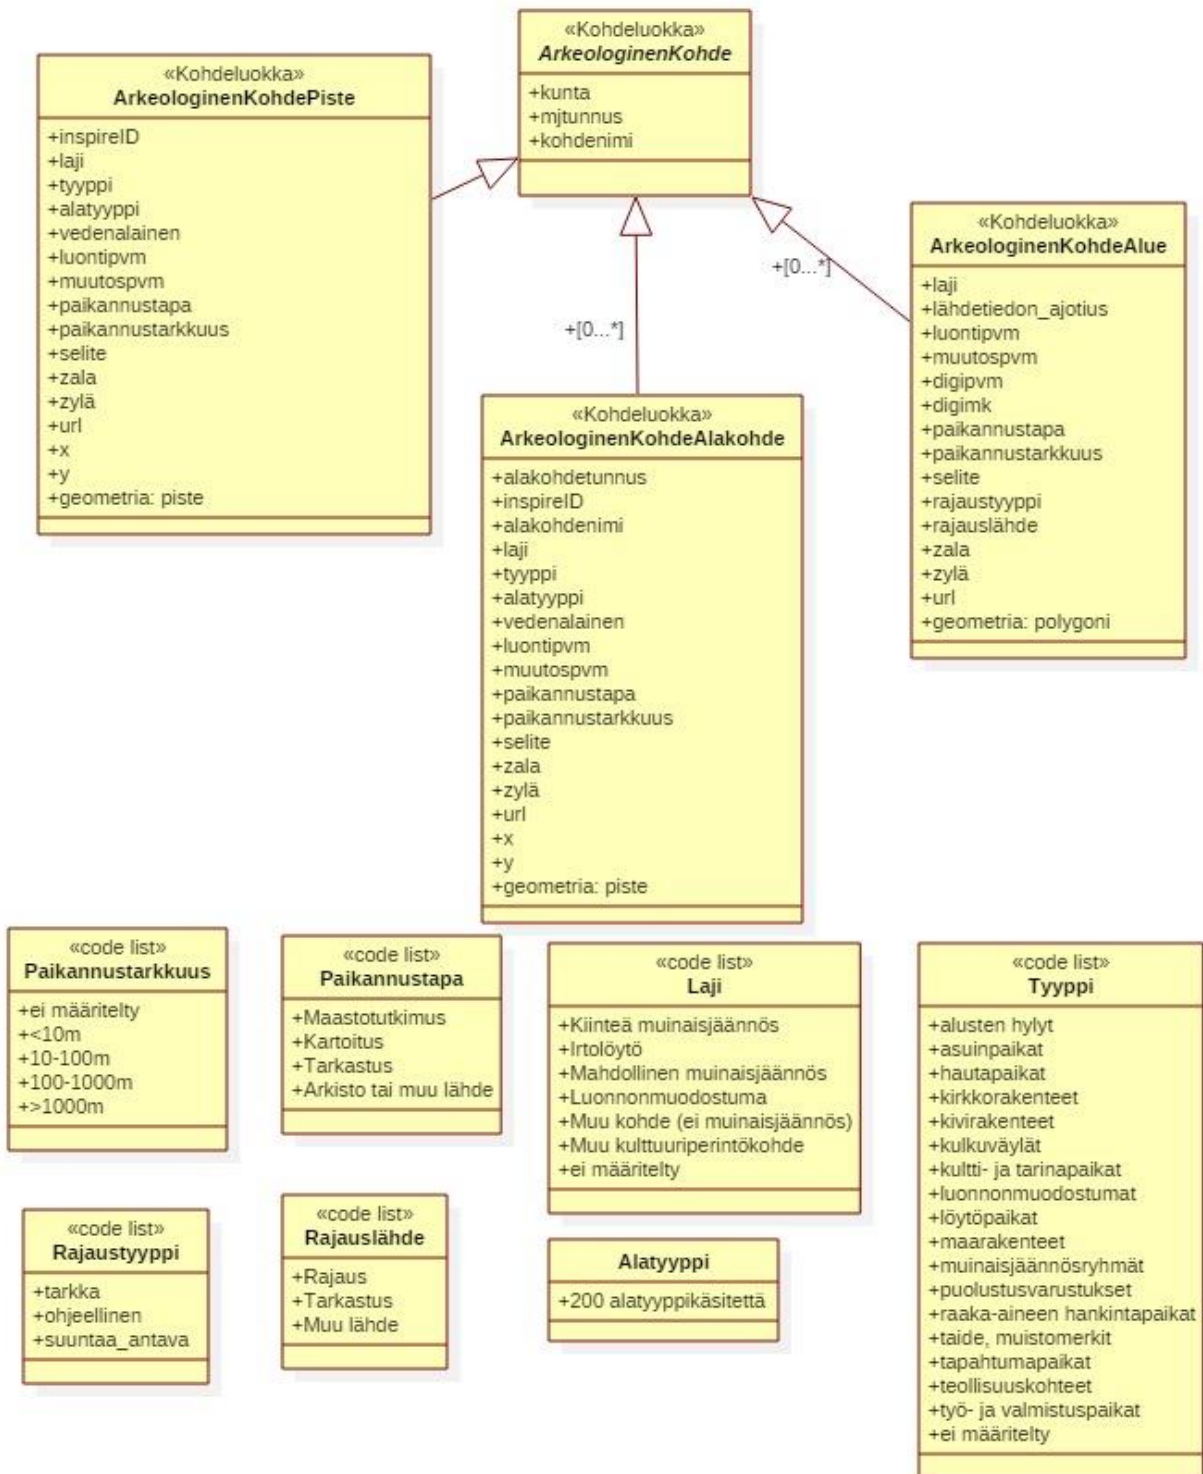 «Kohdeluokka»
ArkeologinenKohdePiste
+inspireID
+laji
+tyyppi
+alatyyppi
+vedenalainen
+luontipvm
+muutospvm
+paikannustapa
+paikannustarkkuus
+selite
+zala
+zylä
+url
+x
+y
+geometria: piste
«Kohdeluokka»
ArkeologinenKohde
+kunta
+mjtunnus
+kohdenimi
«Kohdeluokka»
ArkeologinenKohdeAlue
+laji
+lähdetiedon_ajotius
+luontipvm
+muutospvm
+digipvm
+digimk
+paikannustapa
+paikannustarkkuus
+selite
+rajaustyyppi
+rajauslähde
+zala
+zylä
+url
+geometria: polygoni
+[0...*]
+[0...*]
«Kohdeluokka»
ArkeologinenKohdeAlakohde
+alakohdetunnus
+inspireID
+alakohdenimi
+laji
+tyyppi
+alatyyppi
+vedenalainen
+luontipvm
+muutospvm
+paikannustapa
+paikannustarkkuus
+selite
+zala
+zylä
+url
+x
+y
+geometria: piste
«code list»
Paikannustarkkuus
+ei määritelty
+<10m
+10-100m
+100-1000m
+>1000m
«code list»
Paikannustapa
+Maastotutkimus
+Kartoitus
+Tarkastus
+Arkisto tai muu lähde
«code list»
Laji
+Kiinteä muinaisjäännös
+Irtolöytö
+Mahdollinen muinaisjäännös
+Luonnonmuodostuma
+Muu kohde (ei muinaisjäännös)
+Muu kulttuuriperintökohde
+ei määritelty
«code list»
Tyyppi
+alusten hylyt
+asuinpaikat
+hautapaikat
+kirkkorakenteet
+kivirakenteet
+kulkuväylät
+kultti- ja tarinapaikat
+luonnonmuodostumat
+löytöpaikat
+maarakenteet
+muinaisjäännösryhmät
+puolustusvarustukset
+raaka-aineen hankintapaikat
+taide, muistomerkit
+tapahtumapaikat
+teollisuuskohteet
+työ- ja valmistuspaikat
+ei määritelty
«code list»
Rajaustyyppi
+tarkka
+ohjeellinen
+suuntaa_antava
«code list»
Rajauslähde
+Rajaus
+Tarkastus
+Muu lähde
Alatyyppi
+200 alatyyppikäsitettä